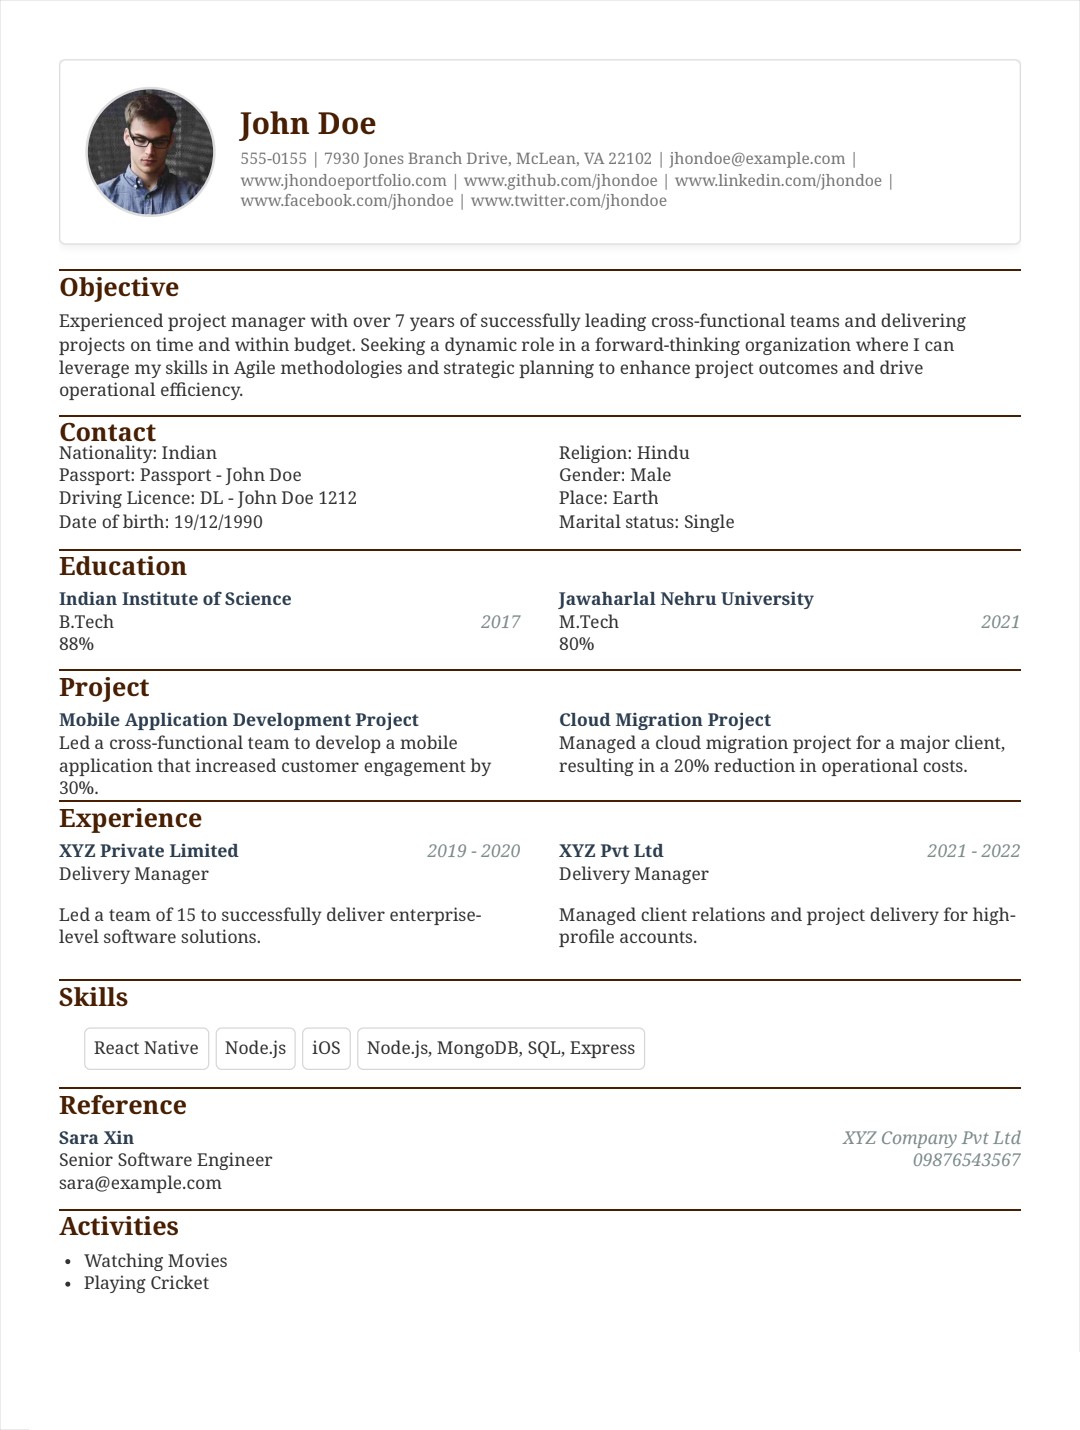 John Doe
555-0155 | 7930 Jones Branch Drive, McLean, VA 22102 | jhondoe@example.com |
www.jhondoeportfolio.com | www.github.com/jhondoe | www.linkedin.com/jhondoe |
www.facebook.com/jhondoe | www.twitter.com/jhondoe
Objective
Experienced project manager with over 7 years of successfully leading cross-functional teams and delivering
projects on time and within budget. Seeking a dynamic role in a forward-thinking organization where I can
leverage my skills in Agile methodologies and strategic planning to enhance project outcomes and drive
operational efficiency.
Contact
Nationality: Indian
Passport: Passport - John Doe
Driving Licence: DL - John Doe 1212
Date of birth: 19/12/1990
Religion: Hindu
Gender: Male
Place: Earth
Marital status: Single
Education
Indian Institute of Science
B.Tech 2017
88%
Jawaharlal Nehru University
M.Tech 2021
80%
Project
Mobile Application Development Project
Led a cross-functional team to develop a mobile
application that increased customer engagement by
30%.
Cloud Migration Project
Managed a cloud migration project for a major client,
resulting in a 20% reduction in operational costs.
Experience
XYZ Private Limited 2019 - 2020
Delivery Manager
Led a team of 15 to successfully deliver enterprise-
level software solutions.
XYZ Pvt Ltd 2021 - 2022
Delivery Manager
Managed client relations and project delivery for high-
profile accounts.
Skills
React Native Node.js iOS Node.js, MongoDB, SQL, Express
Reference
Sara Xin XYZ Company Pvt Ltd
Senior Software Engineer 09876543567
sara@example.com
Activities
• Watching Movies
• Playing Cricket